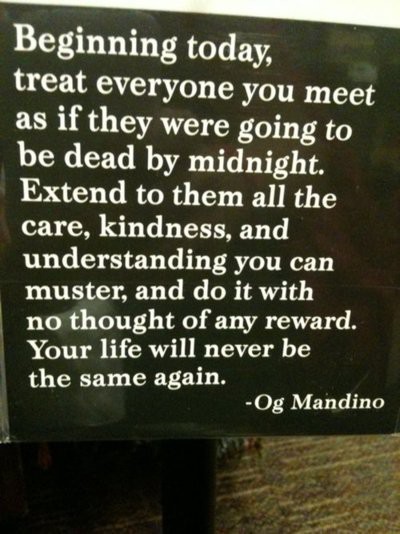 Beginning today,
treat everyone you meet
as if they were going to
be dead by midnight.
Extend to them all the
care, kindness, and
understanding you can
muster, and do it with
no thought of any reward.
Your life will never be
the same again.
-Og Mandino